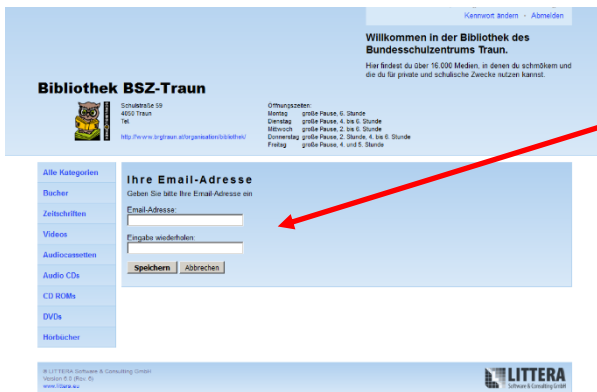 Kennwort ändern - Abmelden
Willkommen in der Bibliothek des
Bundesschulzentrums Traun.
Hier findest du über 16.000 Medien, in denen du schmökern und
die du für private und schulische Zwecke nutzen kannst.
Bibliothek BSZ-Traun
Schulstraße 59
4050 Traun
Tel.
Öffnungszeiten:
Montag große Pause, 6. Stunde
Dienstag große Pause, 4. bis 6. Stunde
Mittwoch große Pause, 2. bis 6. Stunde
Donnerstag große Pause, 2. Stunde, 4. bis 6. Stunde
Freitag große Pause, 4. und 5. Stunde
Alle Kategorien
Bücher
Zeitschriften
Videos
Audiocassetten
Audio CDs
CD ROMs
DVDs
Hörbücher
Ihre Email-Adresse
Geben Sie bitte Ihre Email-Adresse ein
Email-Adresse:
Eingabe wiederholen:
Speichern Abbrechen
© LITTERA Software & Consulting GmbH
www.littera.eu
LITTERA
Software & Consulting GmbH